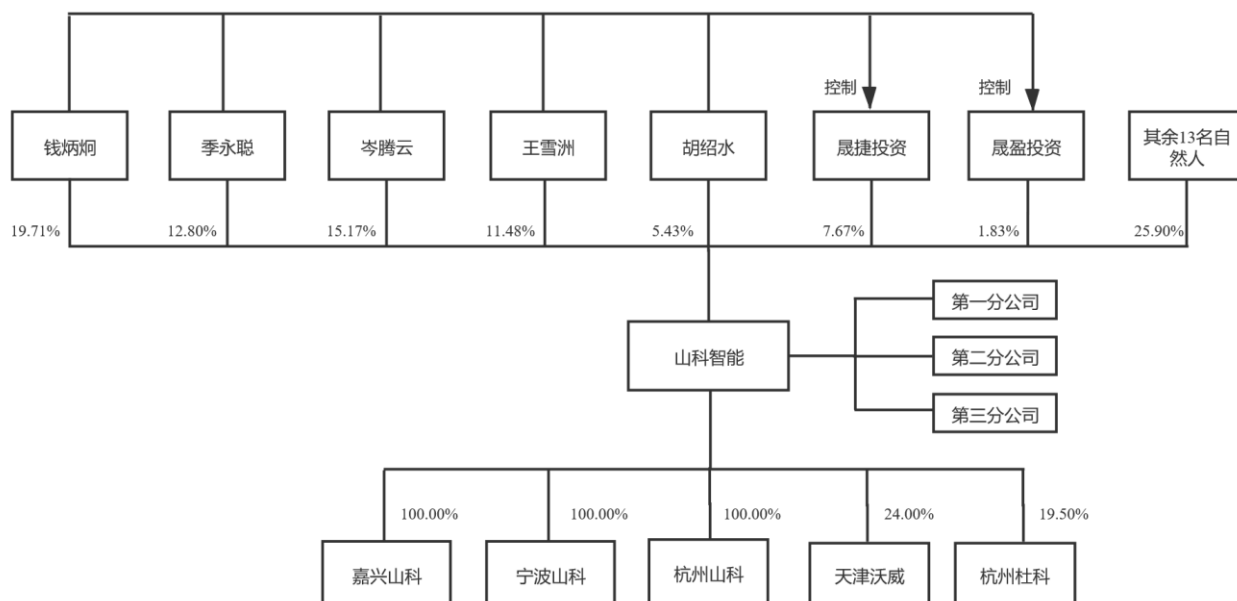 控制
控制
钱炳炯
季永聪
岑腾云
王雪洲
胡绍水
晟捷投资
晟盈投资
其余13名自
然人
19.71%
12.80%
15.17%
11.48%
5.43%
7.67%
1.83%
25.90%
第一分公司
山科智能
第二分公司
第三分公司
100.00%
100.00%
100.00%
24.00%
19.50%
嘉兴山科
宁波山科
杭州山科
天津沃威
杭州杜科